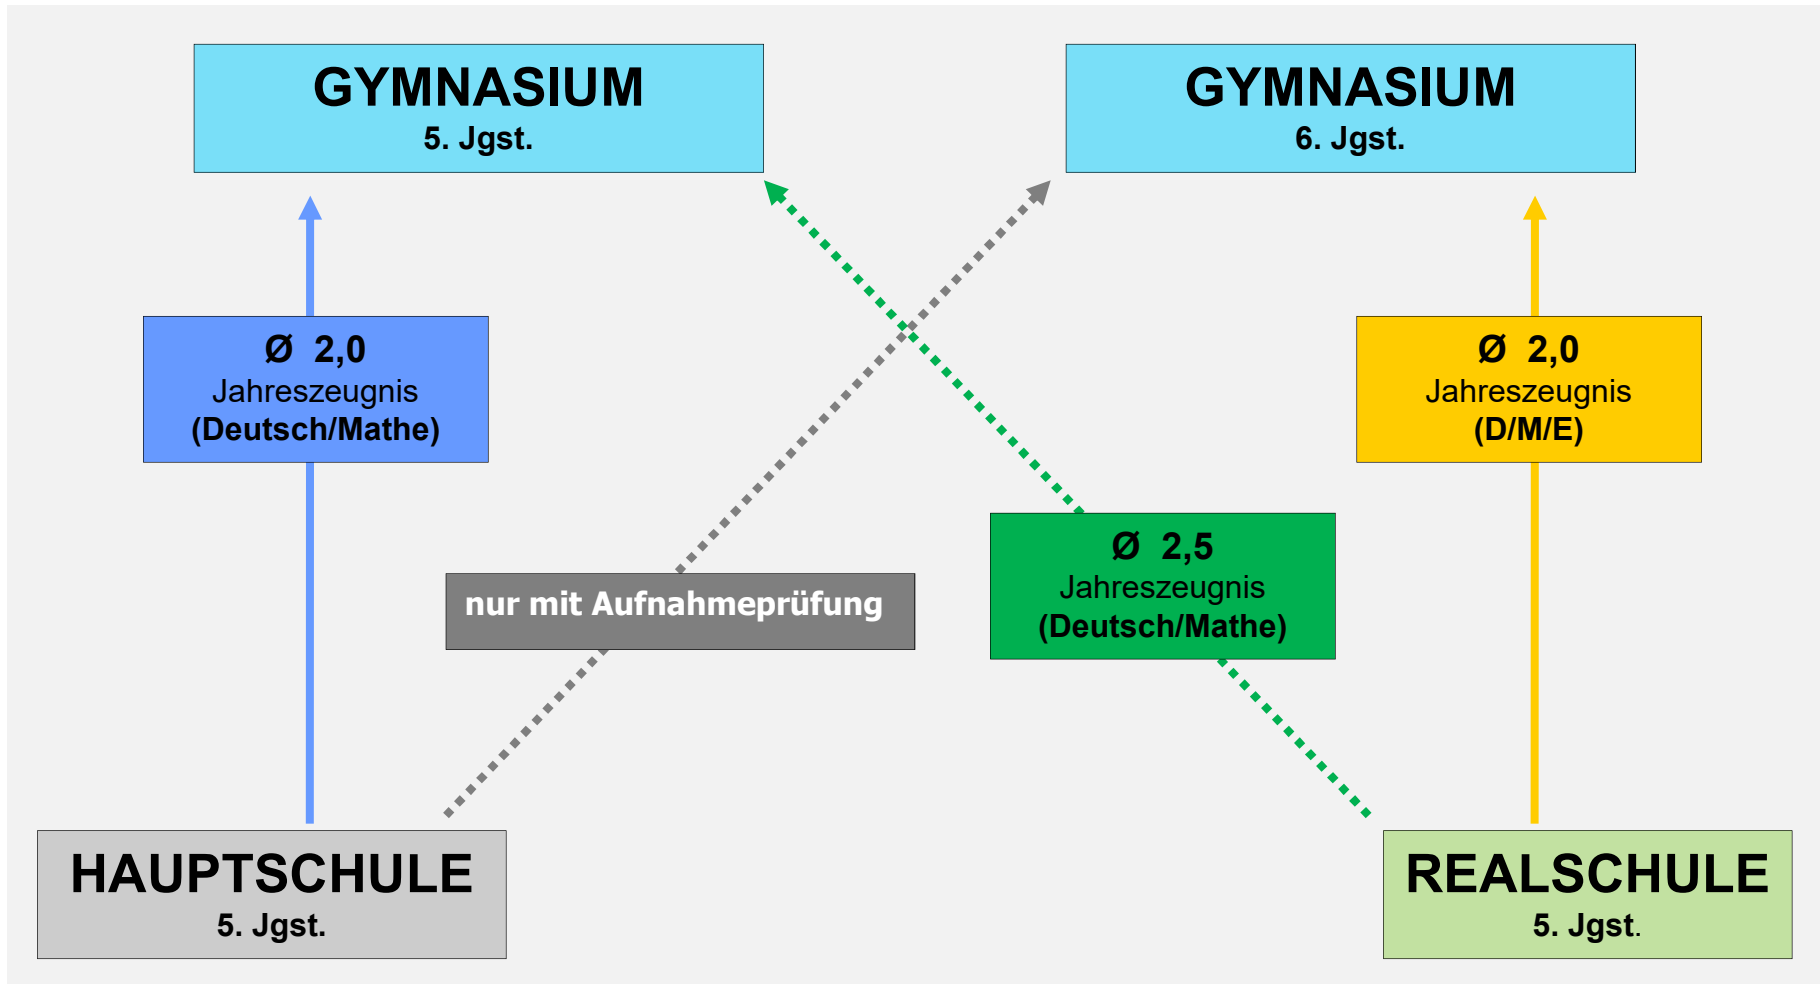 GYMNASIUM
5. Jgst.
GYMNASIUM
6. Jgst.
Ø 2,0
Jahreszeugnis
(Deutsch/Mathe)
Ø 2,0
Jahreszeugnis
(D/M/E)
Ø 2,5
Jahreszeugnis
(Deutsch/Mathe)
nur mit Aufnahmeprüfung
HAUPTSCHULE
5. Jgst.
REALSCHULE
5. Jgst.